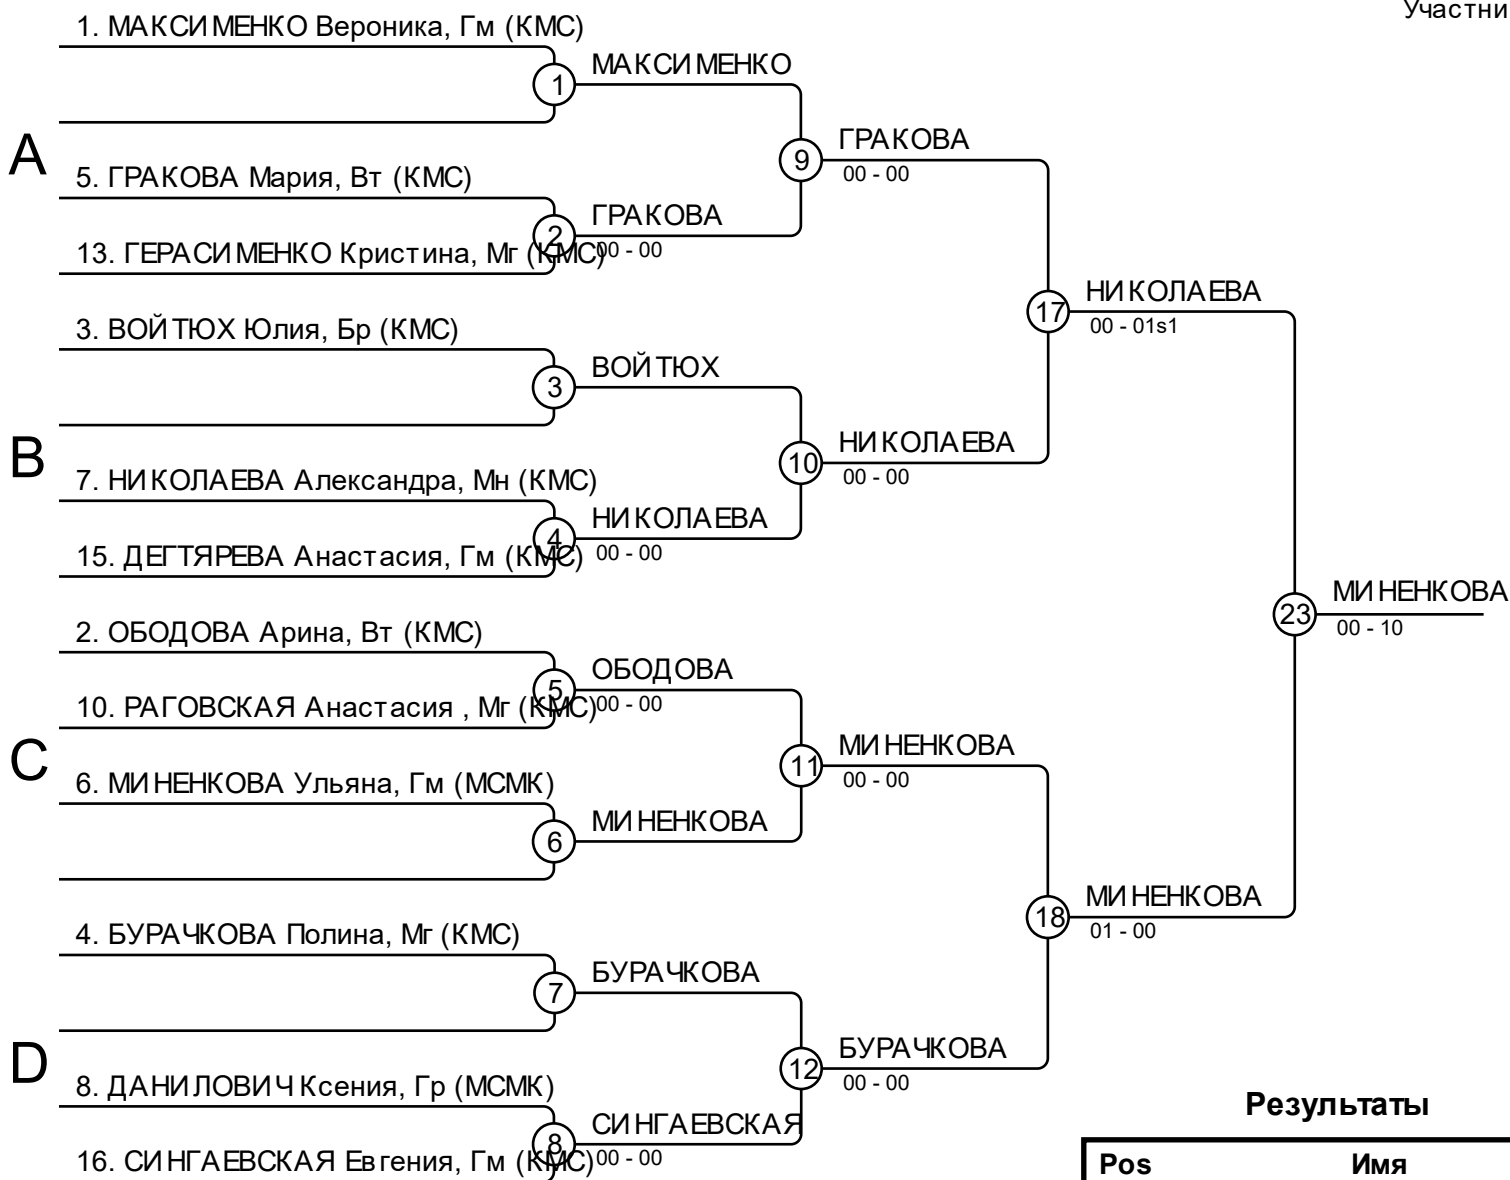 Участни
1. МАКСИМЕНКО Вероника, Гм (КМС)
1 МАКСИМЕНКО
A
9 ГРАКОВА
00 - 00
5. ГРАКОВА Мария, Вт (КМС)
2 ГРАКОВА
00 - 00
13. ГЕРАСИМЕНКО Кристина, Мг (КМС)
17 НИКОЛАЕВА
00 - 01s1
3. ВОЙТЮХ Юлия, Бр (КМС)
3 ВОЙТЮХ
B
10 НИКОЛАЕВА
00 - 00
7. НИКОЛАЕВА Александра, Мн (КМС)
4 НИКОЛАЕВА
00 - 00
15. ДЕГТЯРЕВА Анастасия, Гм (КМС)
23 МИНЕНКОВА
00 - 10
2. ОБОДОВА Арина, Вт (КМС)
5 ОБОДОВА
00 - 00
10. РАГОВСКАЯ Анастасия , Мг (КМС)
C
11 МИНЕНКОВА
00 - 00
6. МИНЕНКОВА Ульяна, Гм (МСМК)
6 МИНЕНКОВА
18 МИНЕНКОВА
01 - 00
4. БУРАЧКОВА Полина, Мг (КМС)
7 БУРАЧКОВА
D
12 БУРАЧКОВА
00 - 00
8. ДАНИЛОВИЧ Ксения, Гр (МСМК)
8 СИНГАЕВСКАЯ
00 - 00
16. СИНГАЕВСКАЯ Евгения, Гм (КМС)
Результаты
Pos Имя